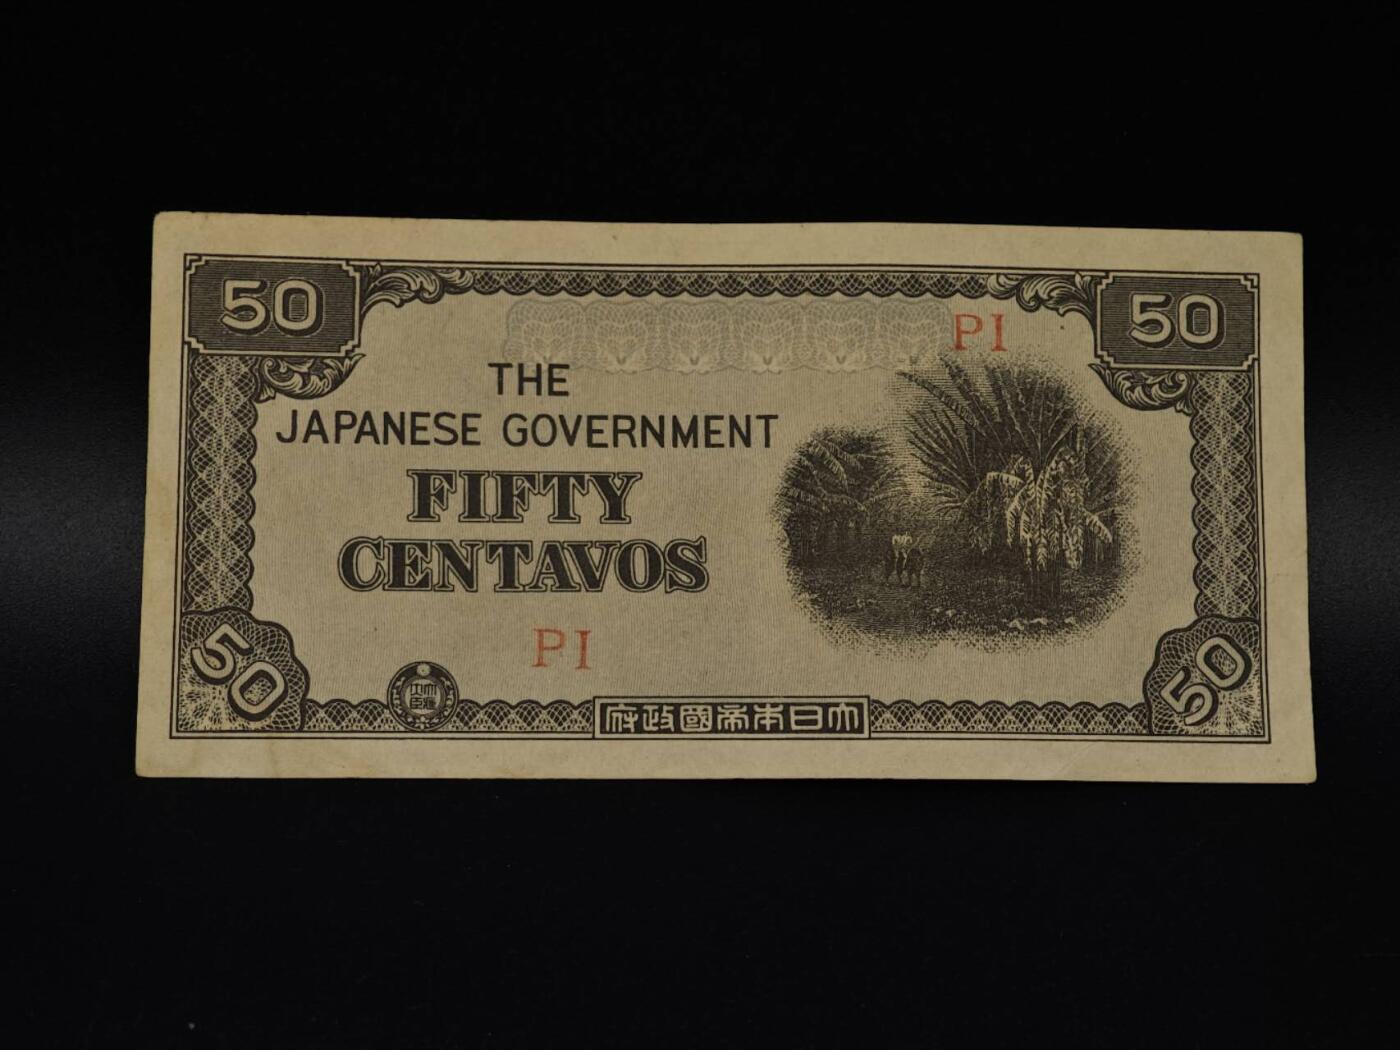 50 50
PI
THE
JAPANESE GOVERNMENT
FIFTY
CENTAVOS
PI
50 50
府政國帝本日大